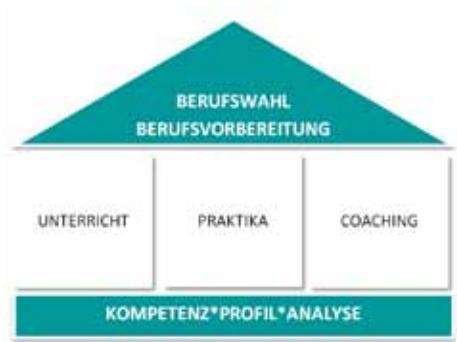 BERUFSWAHL
BERUFSVORBEREITUNG
UNTERRICHT
PRAKTIKA
COACHING
KOMPETENZ*PROFIL*ANALYSE